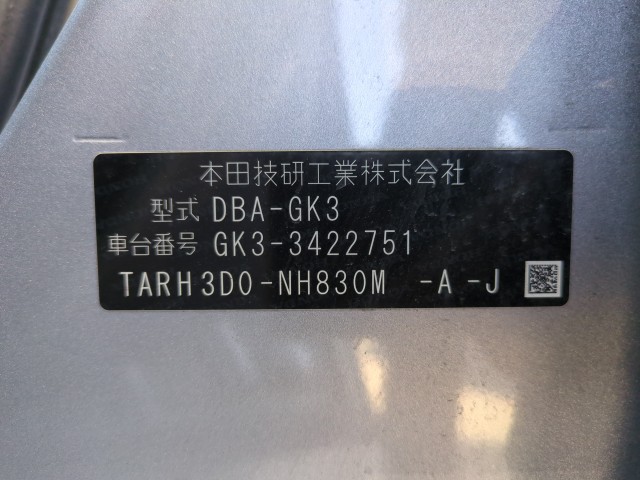 本田技研工業株式会社
型式 DBA-GK3
車台番号 GK3-3422751
TARH3D0-NH830M -A-J